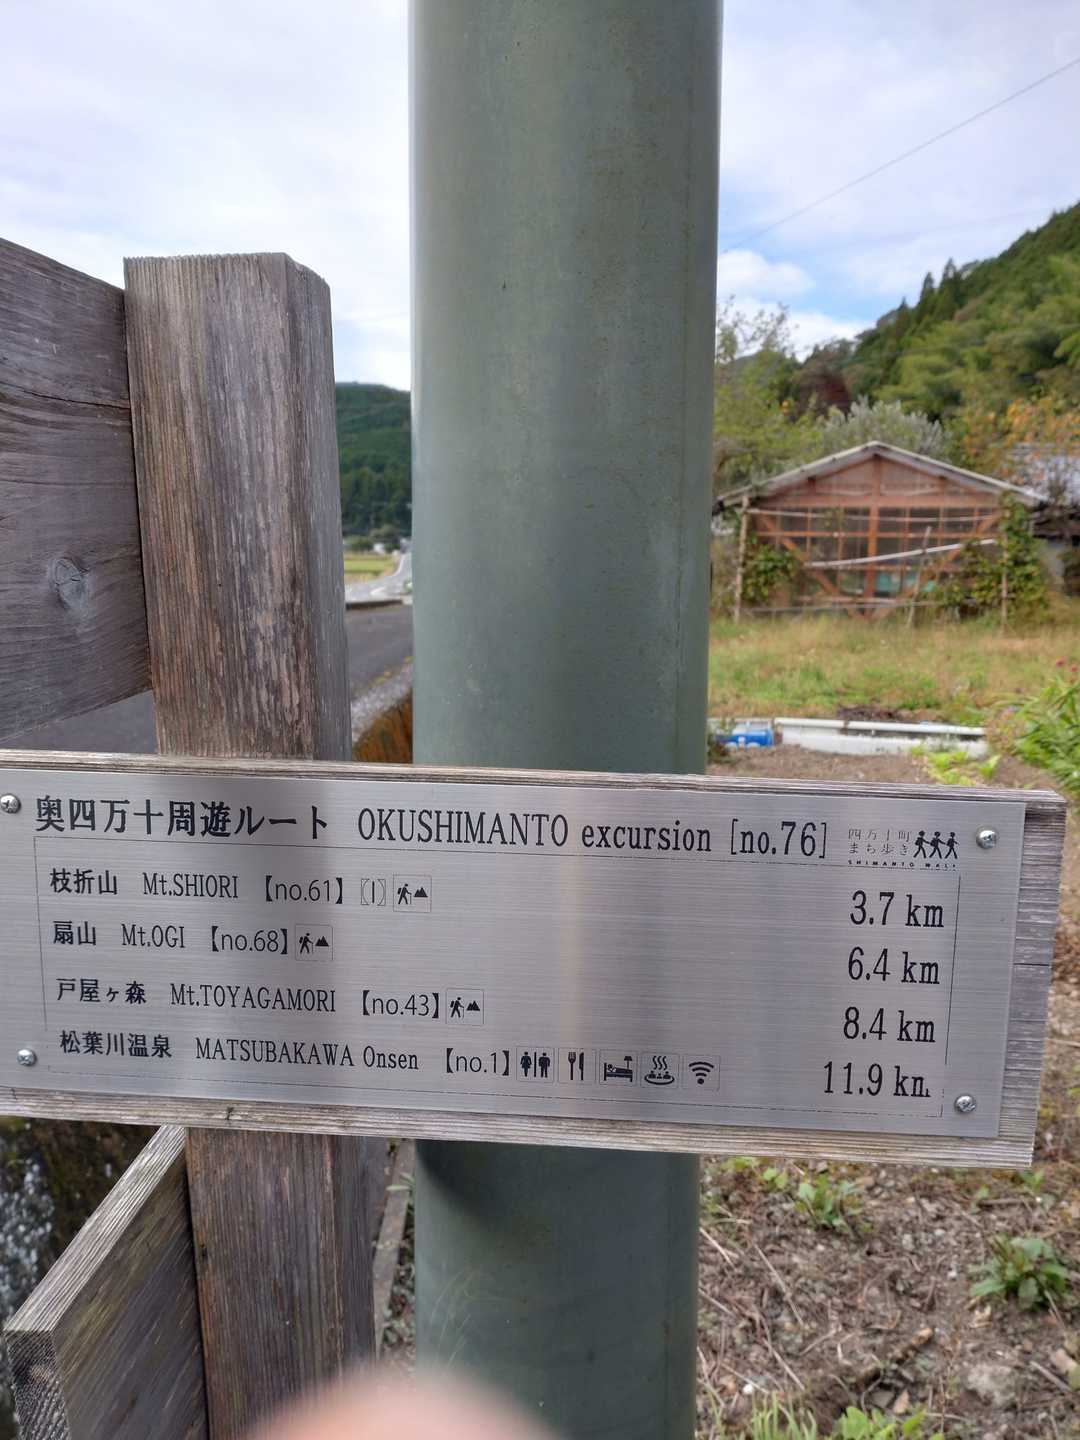 奥四万十周遊ルート OKUSHIMANTO excursion [no.76]
四万十町
まち歩き
SHIMANTO WALK
枝折山 Mt.SHIORI 【no.61】 3.7 km
扇山 Mt.OGI 【no.68】 6.4 km
戸屋ヶ森 Mt.TOYAGAMORI 【no.43】 8.4 km
松葉川温泉 MATSUBAKAWA Onsen 【no.1】 11.9 km